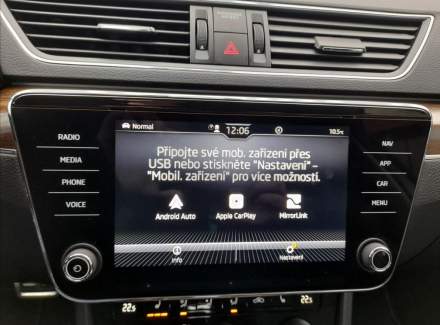 RADIO
MEDIA
PHONE
VOICE
Normal
12:06
10.5°C
Připojte své mob. zařízení přes
USB nebo stiskněte "Nastavení" -
"Mobil. zařízení" pro více možností.
Android Auto
Apple CarPlay
MirrorLink
Info
Nastavení
NAV
APP
CAR
MENU
22.5
22.5